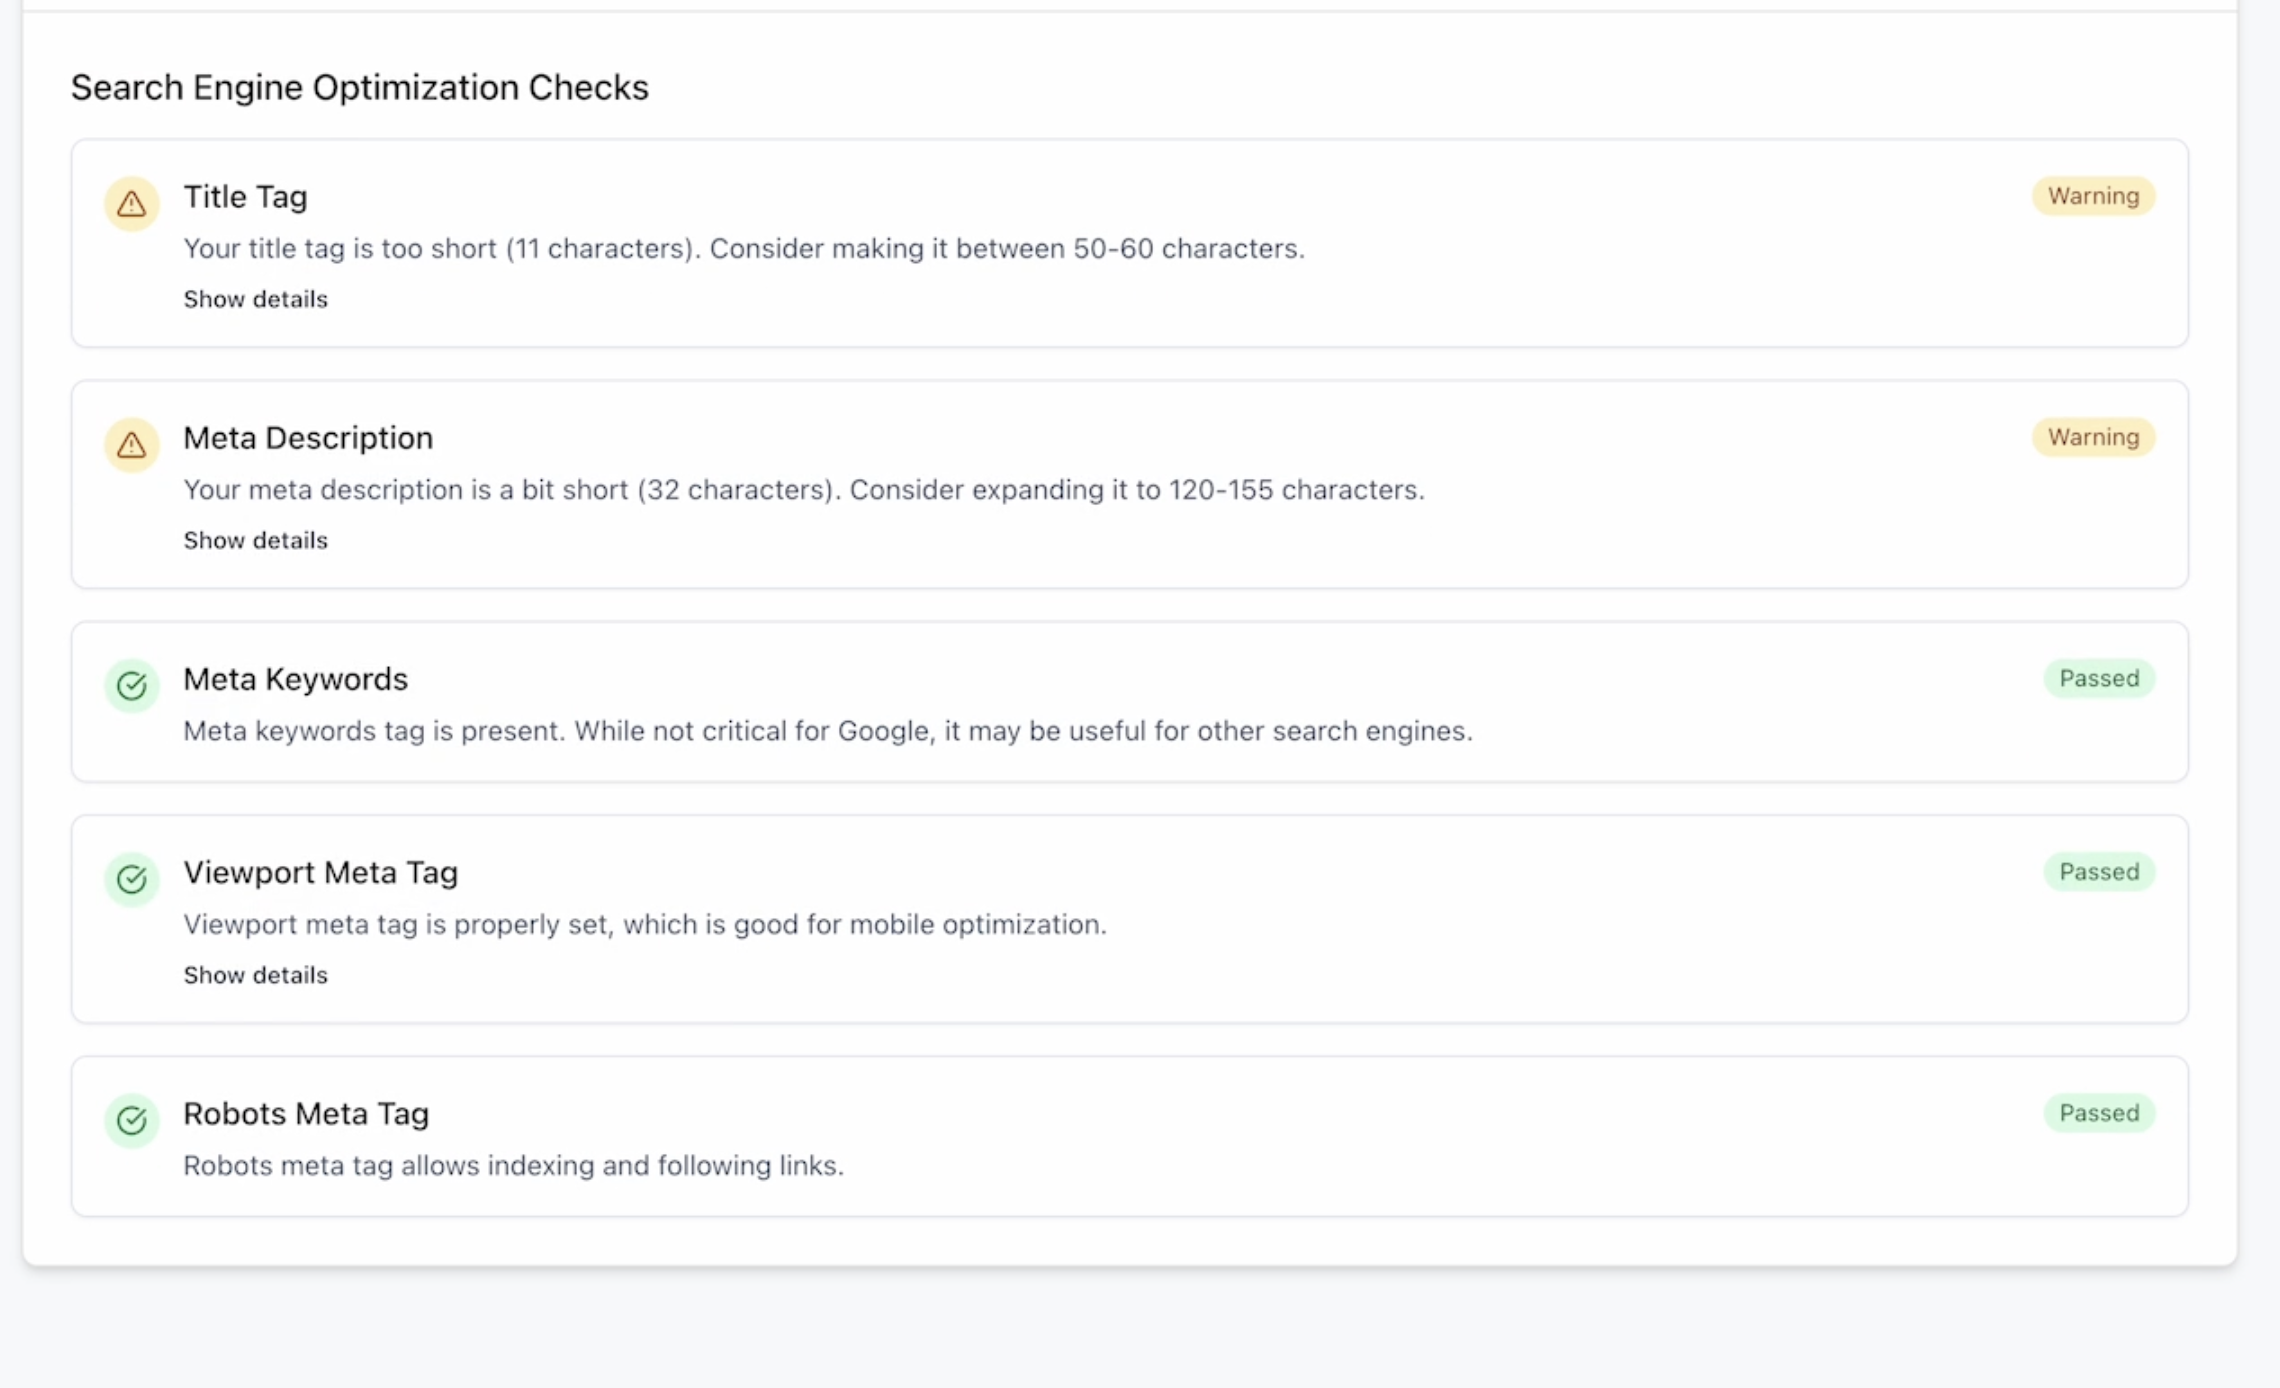 Search Engine Optimization Checks
Title Tag
Warning
Your title tag is too short (11 characters). Consider making it between 50-60 characters.
Show details
Meta Description
Warning
Your meta description is a bit short (32 characters). Consider expanding it to 120-155 characters.
Show details
Meta Keywords
Passed
Meta keywords tag is present. While not critical for Google, it may be useful for other search engines.
Viewport Meta Tag
Passed
Viewport meta tag is properly set, which is good for mobile optimization.
Show details
Robots Meta Tag
Passed
Robots meta tag allows indexing and following links.